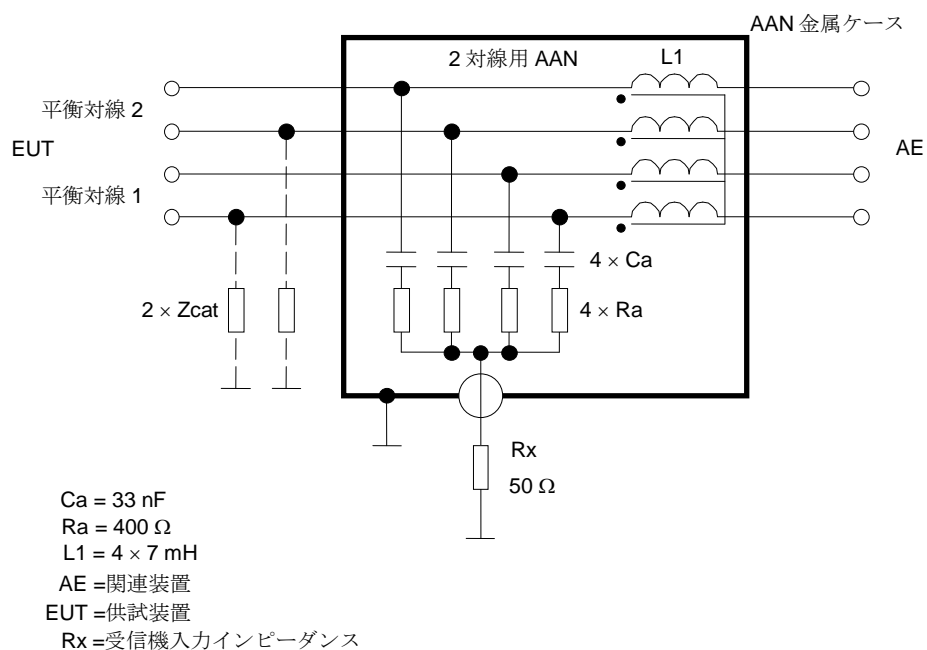 AAN 金属ケース
2 対線用 AAN
L1
平衡対線 2
EUT
AE
平衡対線 1
4 × Ca
2 × Zcat
4 × Ra
Rx
50 Ω
Ca = 33 nF
Ra = 400 Ω
L1 = 4 × 7 mH
AE =関連装置
EUT =供試装置
Rx =受信機入力インピーダンス